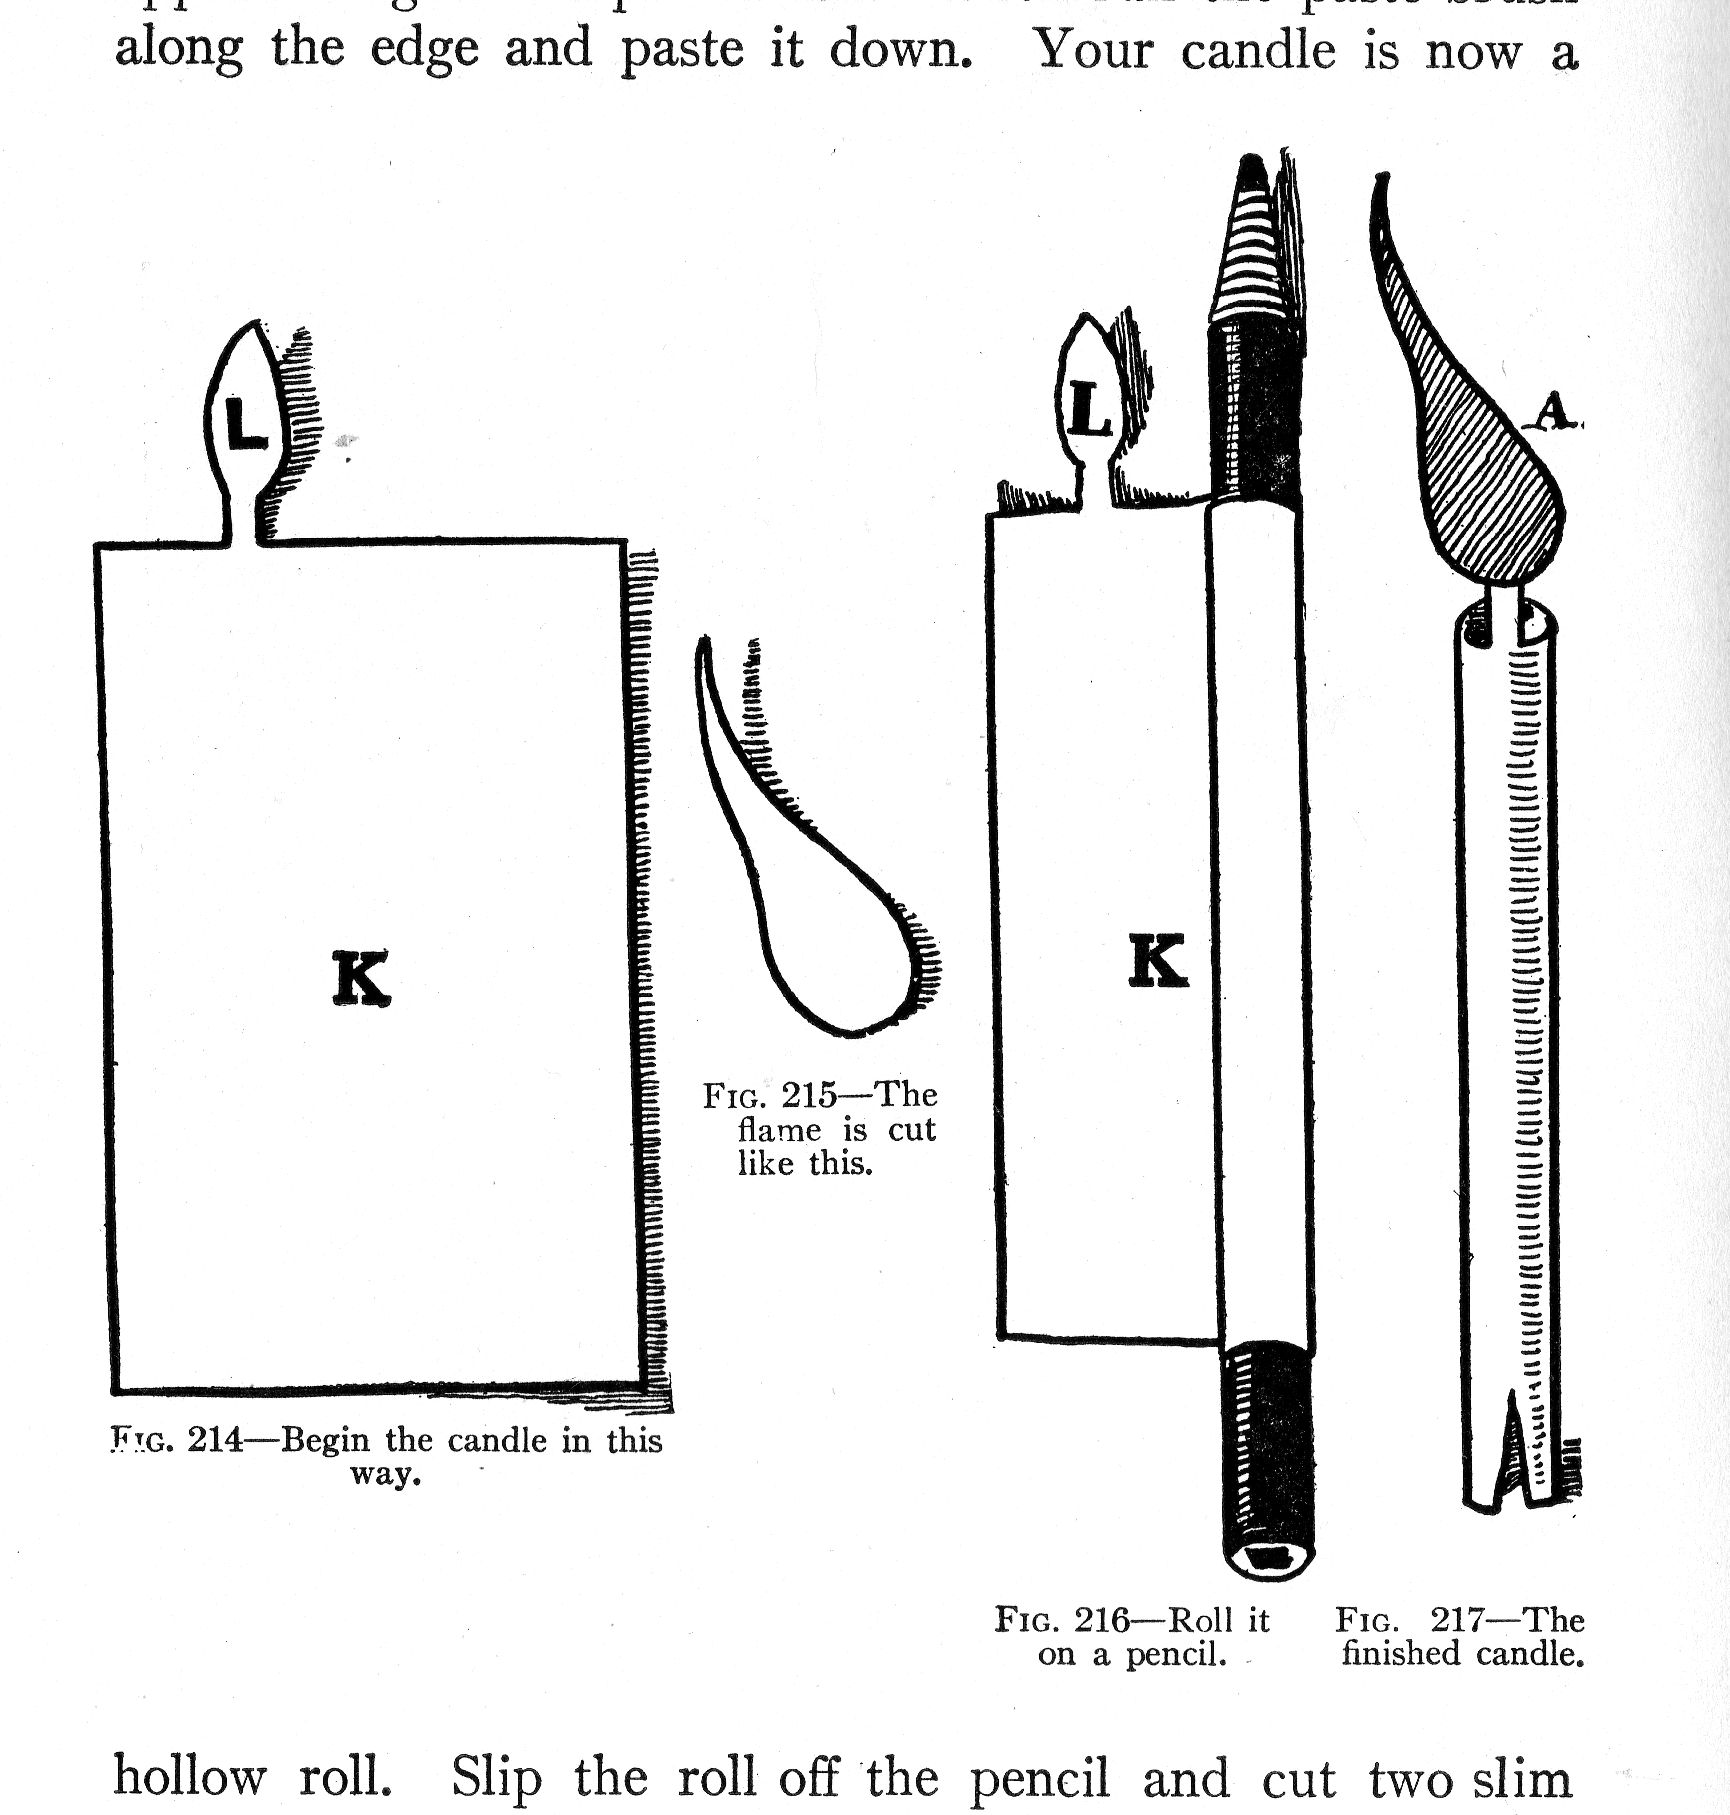 along the edge and paste it down. Your candle is now a
L
K
FIG. 215—The
flame is cut
like this.
FIG. 214—Begin the candle in this
way.
L
K
A.
FIG. 216—Roll it
on a pencil.
FIG. 217—The
finished candle.
hollow roll. Slip the roll off the pencil and cut two slim